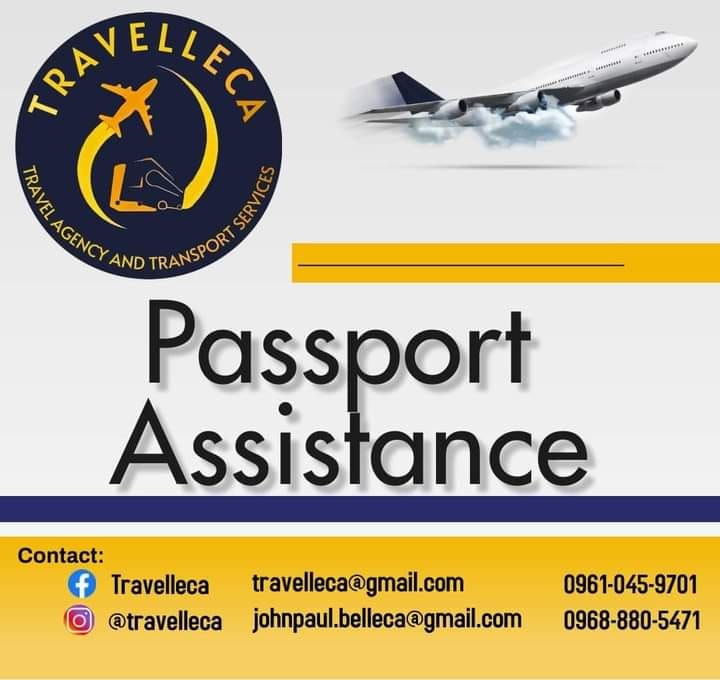 TRAVELLECA
TRAVEL AGENCY AND TRANSPORT SERVICES
Passport
Assistance
Contact:
Travelleca travelleca@gmail.com 0961-045-9701
@travelleca johnpaul.belleca@gmail.com 0968-880-5471